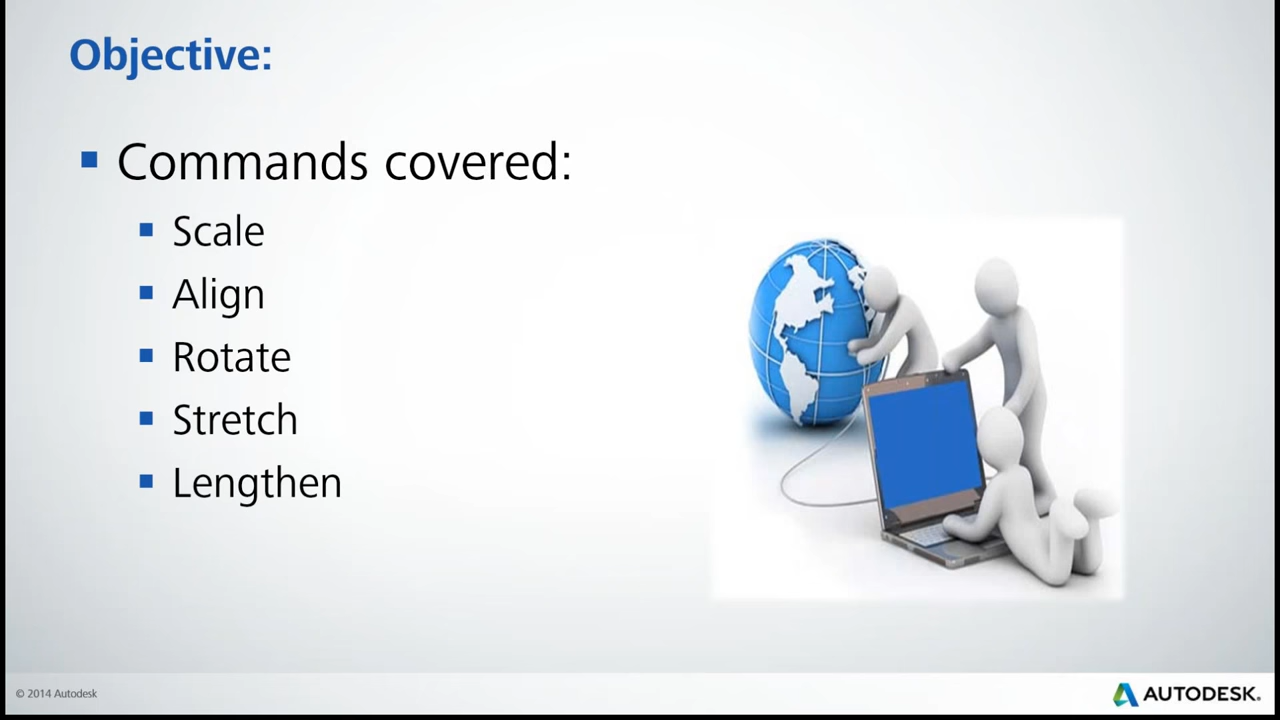 Objective:
Commands covered:
Scale
Align
Rotate
Stretch
Lengthen
© 2014 Autodesk
AUTODESK.